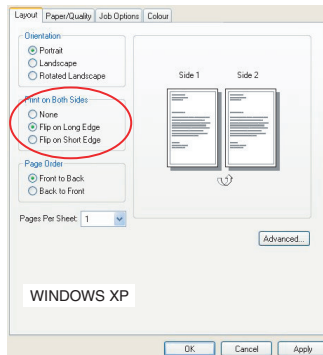 Layout Paper/Quality Job Options Colour
Orientation
Portrait
Landscape
Rotated Landscape
Print on Both Sides
None
Flip on Long Edge
Flip on Short Edge
Page Order
Front to Back
Back to Front
Pages Per Sheet: 1
Side 1 Side 2
Advanced...
WINDOWS XP
OK Cancel Apply